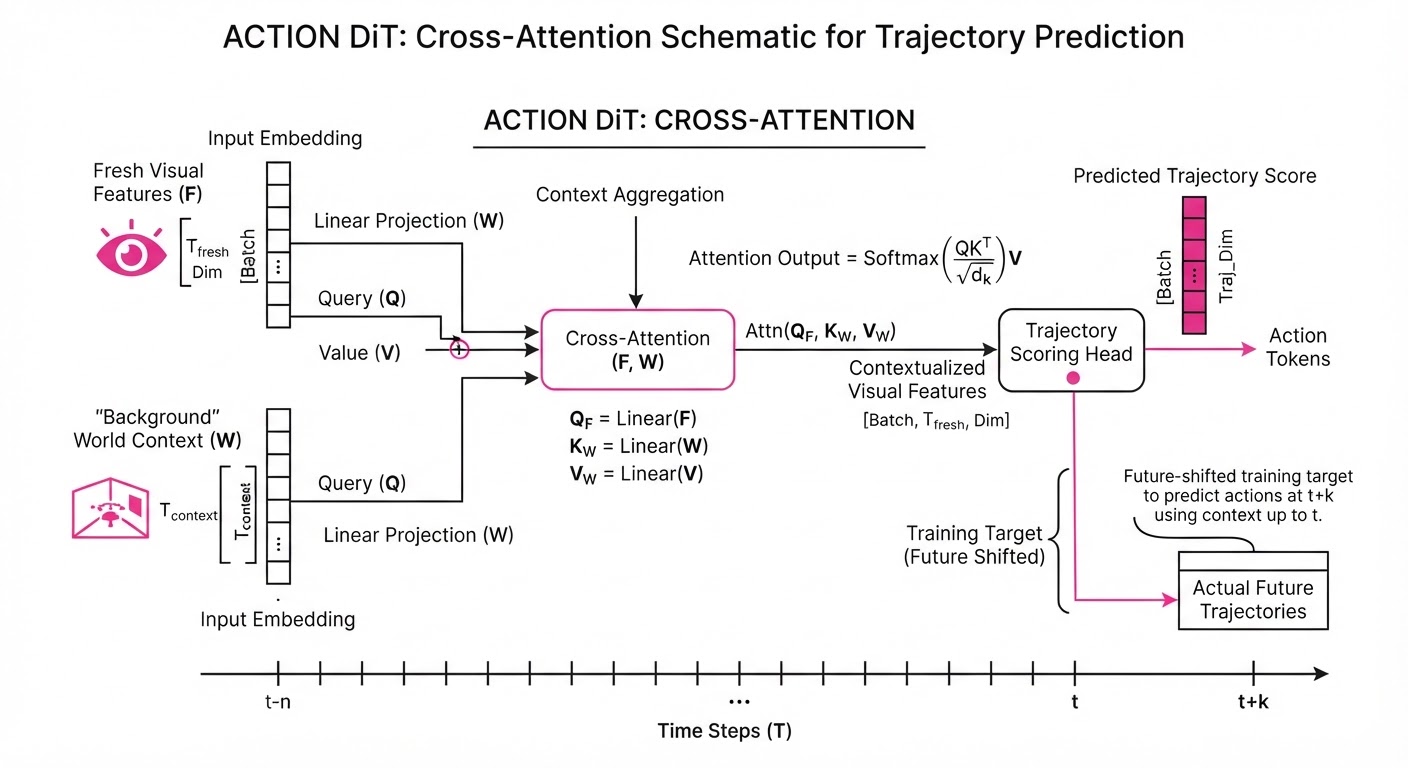 ACTION DiT: Cross-Attention Schematic for Trajectory Prediction
ACTION DiT: CROSS-ATTENTION
Input Embedding
Fresh Visual
Features (F)
T_fresh
Dim
[Batch
Linear Projection (W)
Query (Q)
Value (V)
+
"Background"
World Context (W)
T_context
T_context
Query (Q)
Linear Projection (W)
Input Embedding
Context Aggregation
Cross-Attention
(F, W)
Q_F = Linear(F)
K_W = Linear(W)
V_W = Linear(V)
Attention Output = Softmax(QK^T / √d_k) V
Attn(Q_F, K_W, V_W)
Contextualized
Visual Features
[Batch, T_fresh, Dim]
Trajectory
Scoring Head
Predicted Trajectory Score
[Batch
Traj_Dim
Action
Tokens
Training Target
(Future Shifted)
Future-shifted training target
to predict actions at t+k
using context up to t.
Actual Future
Trajectories
t-n
...
t
t+k
Time Steps (T)